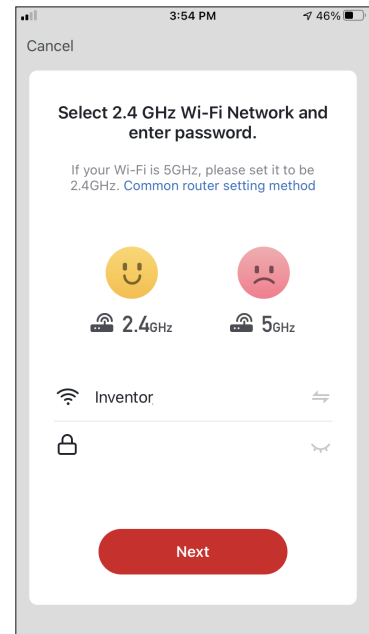 3:54 PM 46%
Cancel
Select 2.4 GHz Wi-Fi Network and
enter password.
If your Wi-Fi is 5GHz, please set it to be
2.4GHz. Common router setting method
2.4GHz 5GHz
Inventor
Next